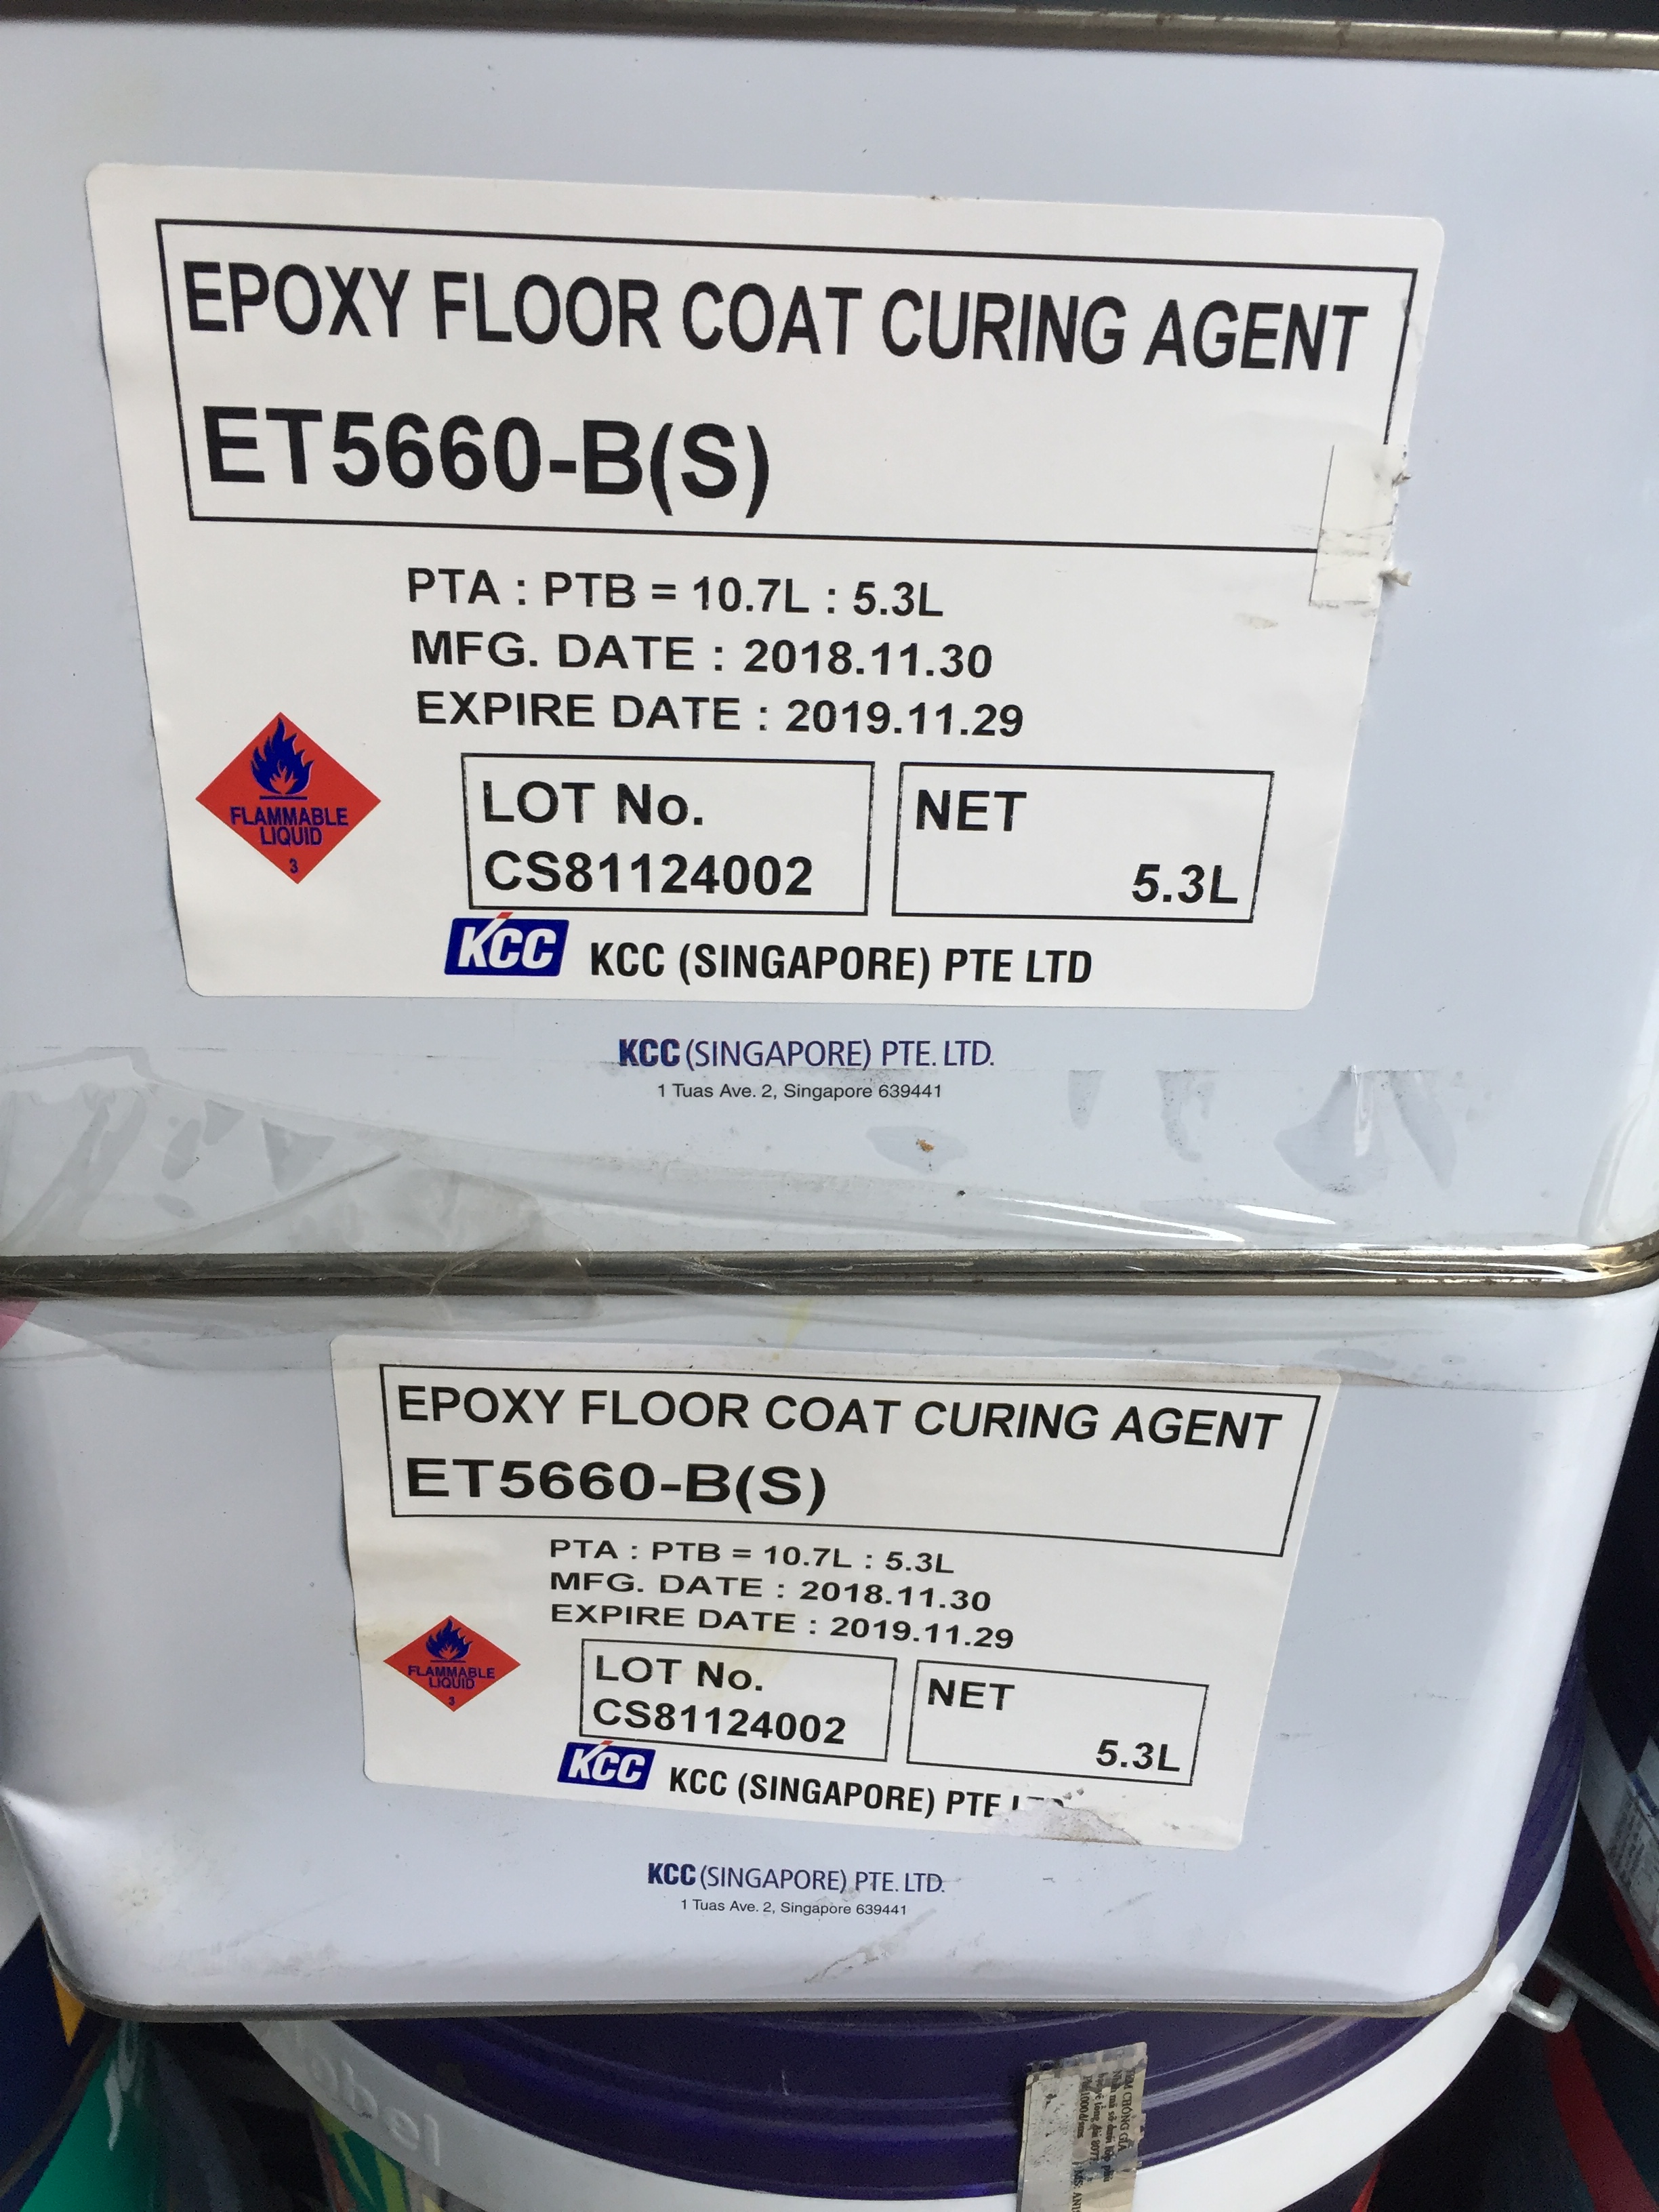 EPOXY FLOOR COAT CURING AGENT
ET5660-B(S)
PTA : PTB = 10.7L : 5.3L
MFG. DATE : 2018.11.30
EXPIRE DATE : 2019.11.29
FLAMMABLE
LIQUID
3
LOT No.
CS81124002
NET
5.3L
KCC KCC (SINGAPORE) PTE LTD
KCC (SINGAPORE) PTE. LTD.
1 Tuas Ave. 2, Singapore 639441
EPOXY FLOOR COAT CURING AGENT
ET5660-B(S)
PTA : PTB = 10.7L : 5.3L
MFG. DATE : 2018.11.30
EXPIRE DATE : 2019.11.29
FLAMMABLE
LIQUID
3
LOT No.
CS81124002
NET
5.3L
KCC KCC (SINGAPORE) PTE
KCC (SINGAPORE) PTE. LTD.
1 Tuas Ave. 2, Singapore 639441